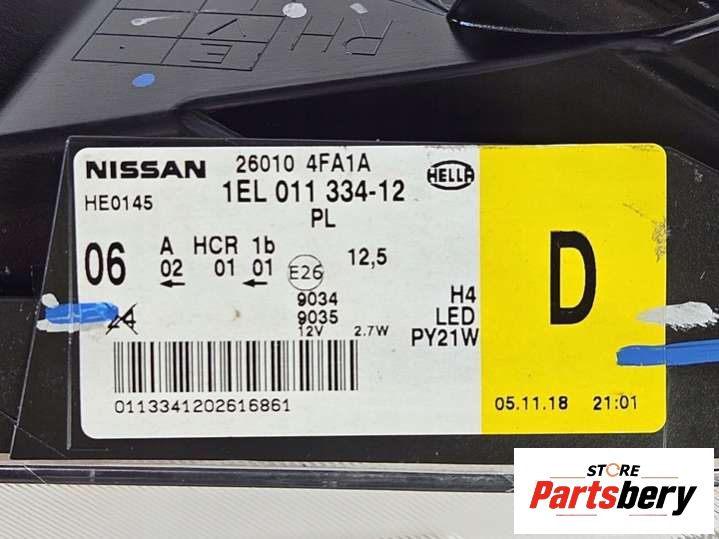 NISSAN 26010 4FA1A HELLA
HE0145 1EL 011 334-12
PL
06 A HCR 1b
02 01 01 E26 12,5
9034 H4
9035 LED
12V 2.7W PY21W
D
0113341202616861
05.11.18 21:01
STORE
Partsbery